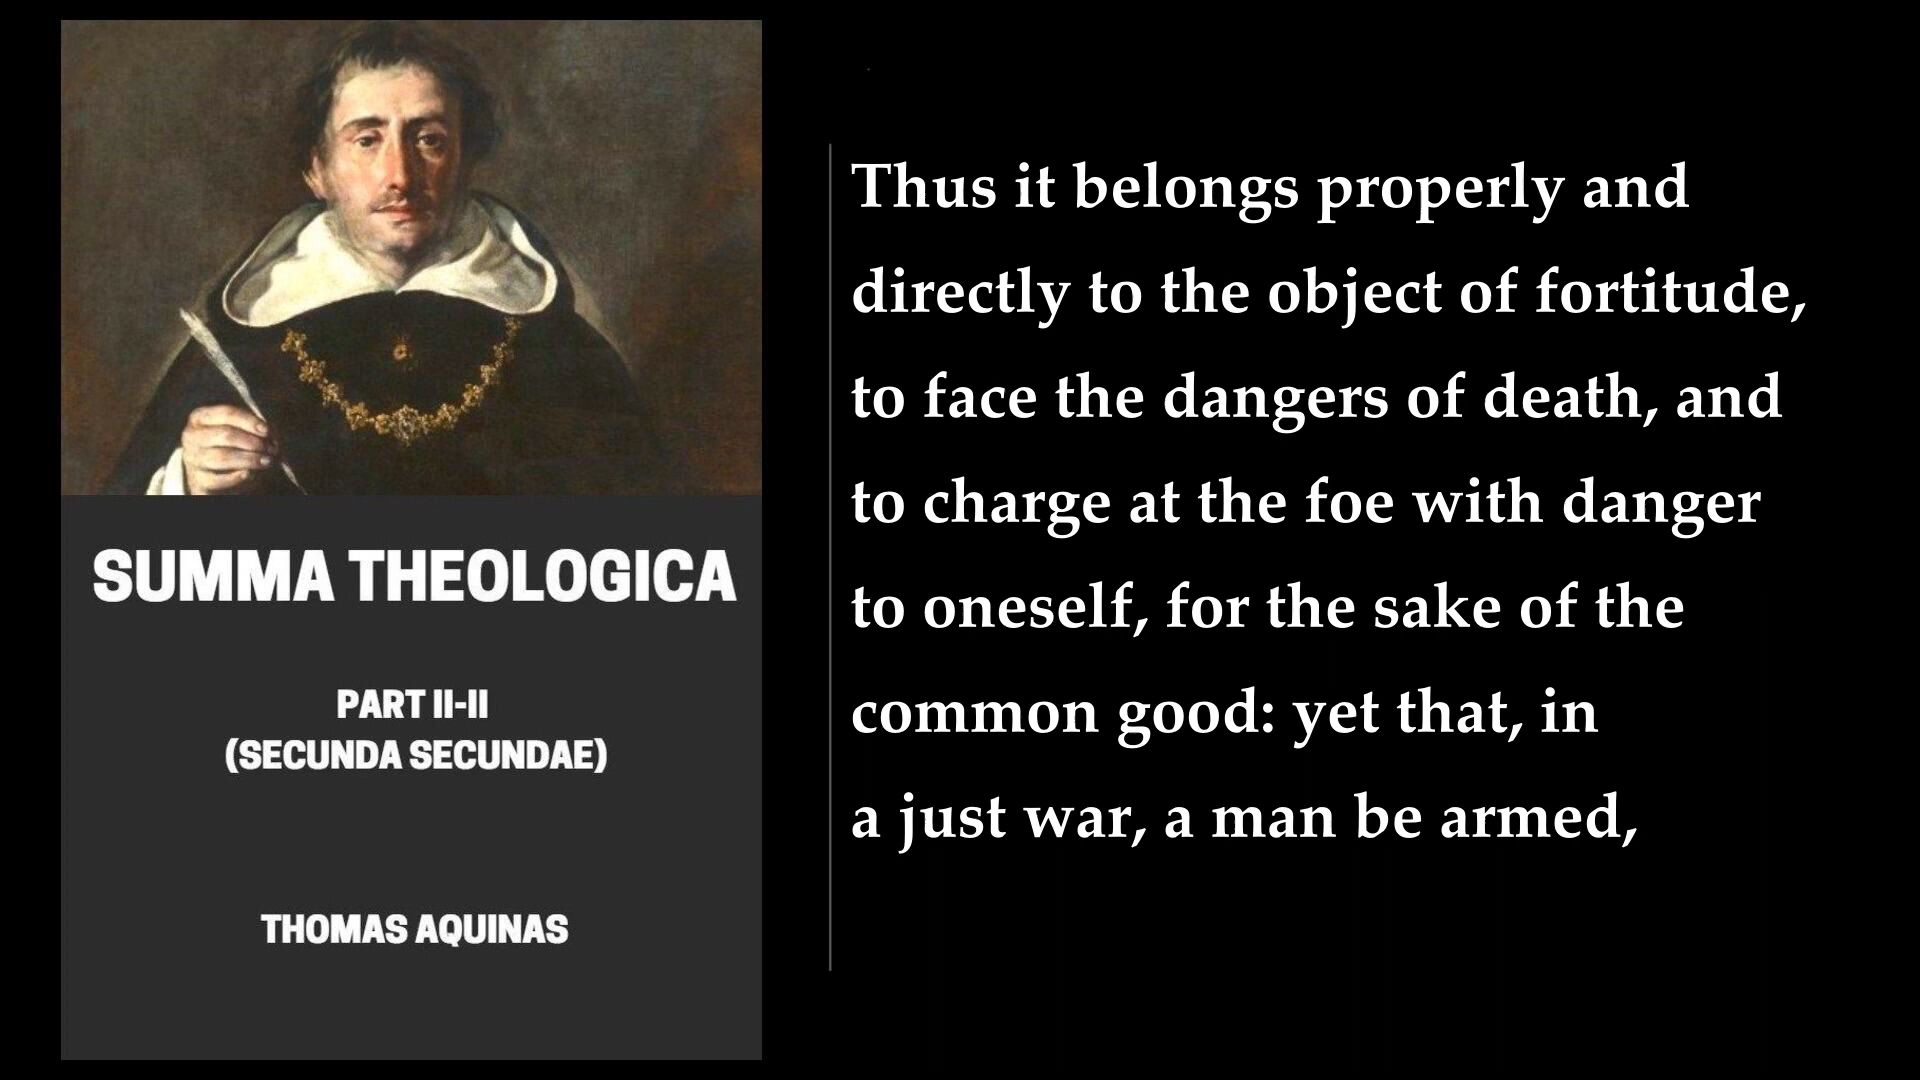 SUMMA THEOLOGICA
PART II-II
(SECUNDA SECUNDAE)
THOMAS AQUINAS
Thus it belongs properly and
directly to the object of fortitude,
to face the dangers of death, and
to charge at the foe with danger
to oneself, for the sake of the
common good: yet that, in
a just war, a man be armed,